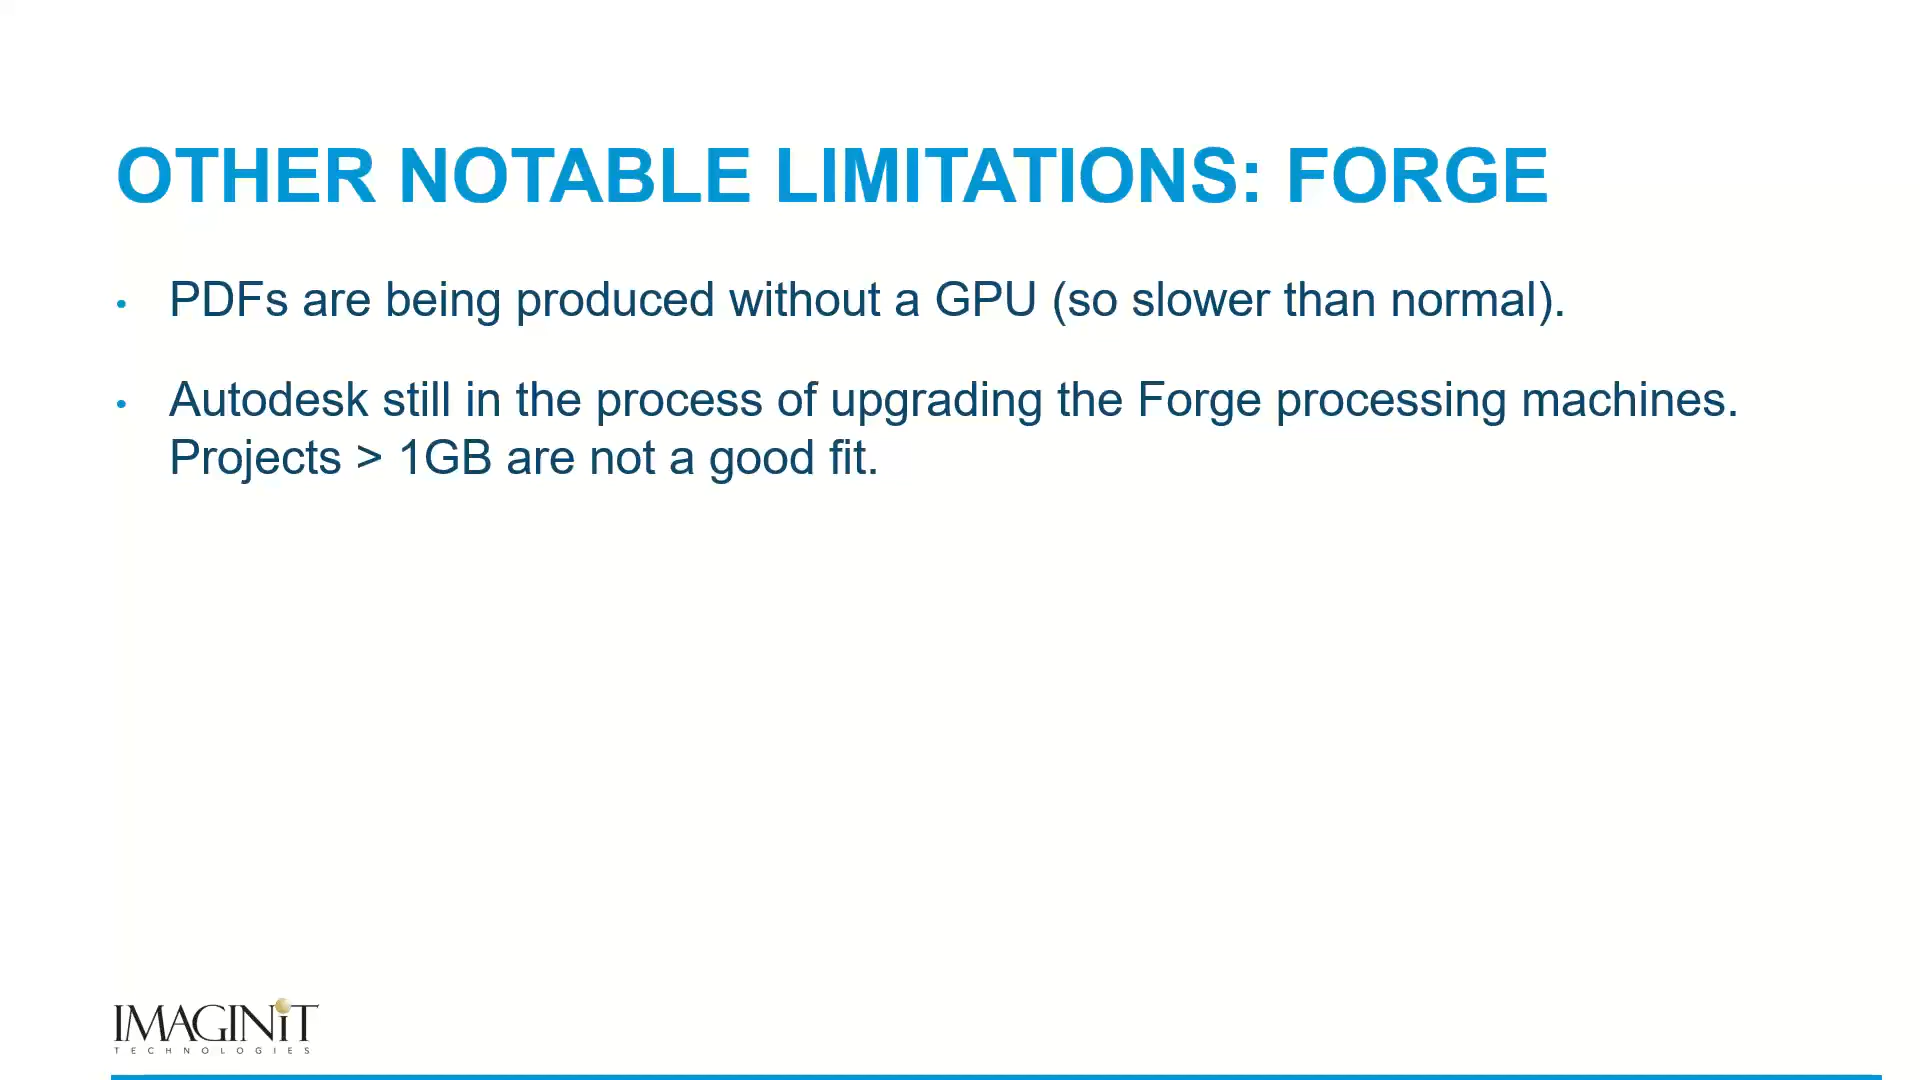 OTHER NOTABLE LIMITATIONS: FORGE
• PDFs are being produced without a GPU (so slower than normal).
• Autodesk still in the process of upgrading the Forge processing machines.
Projects > 1GB are not a good fit.
IMAGINiT
TECHNOLOGIES